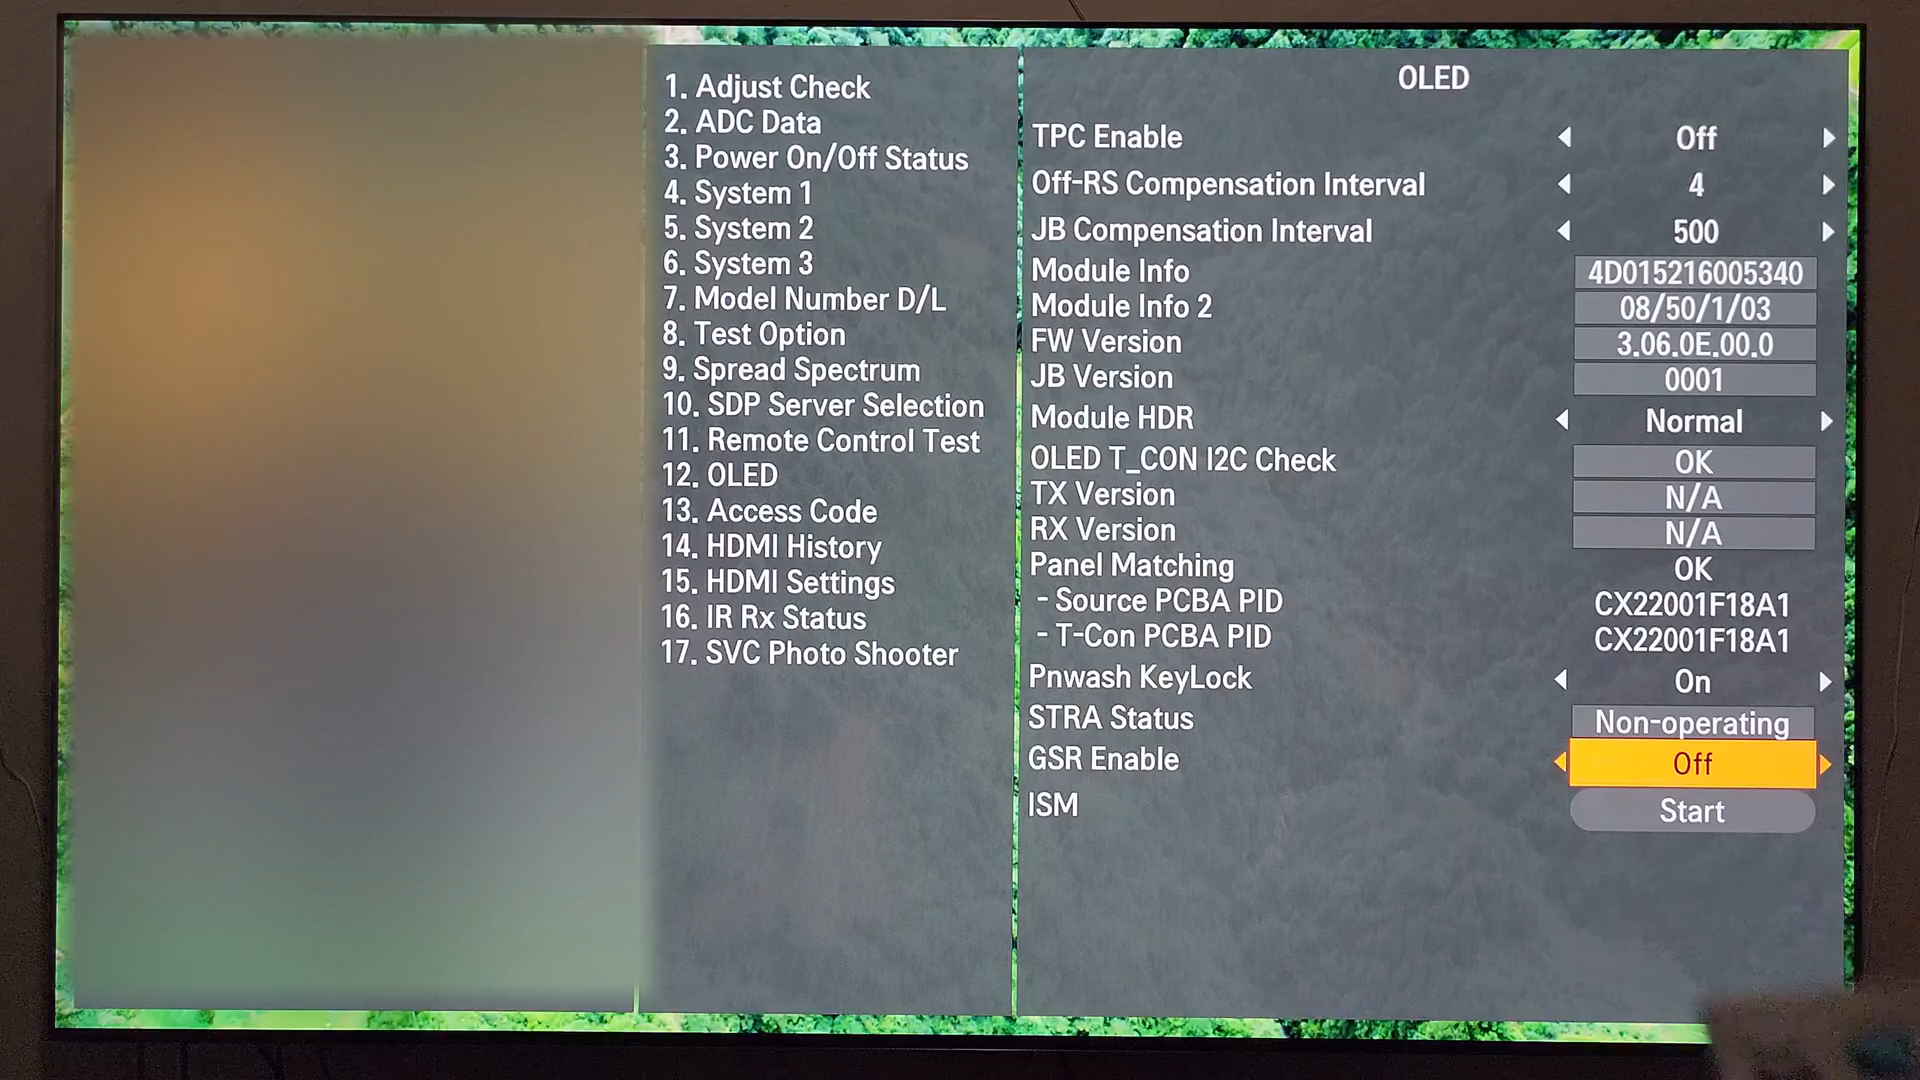 1. Adjust Check
2. ADC Data
3. Power On/Off Status
4. System 1
5. System 2
6. System 3
7. Model Number D/L
8. Test Option
9. Spread Spectrum
10. SDP Server Selection
11. Remote Control Test
12. OLED
13. Access Code
14. HDMI History
15. HDMI Settings
16. IR Rx Status
17. SVC Photo Shooter
OLED
TPC Enable Off
Off-RS Compensation Interval 4
JB Compensation Interval 500
Module Info 4D015216005340
Module Info 2 08/50/1/03
FW Version 3.06.0E.00.0
JB Version 0001
Module HDR Normal
OLED T_CON I2C Check OK
TX Version N/A
RX Version N/A
Panel Matching OK
- Source PCBA PID CX22001F18A1
- T-Con PCBA PID CX22001F18A1
Pnwash KeyLock On
STRA Status Non-operating
GSR Enable Off
ISM Start